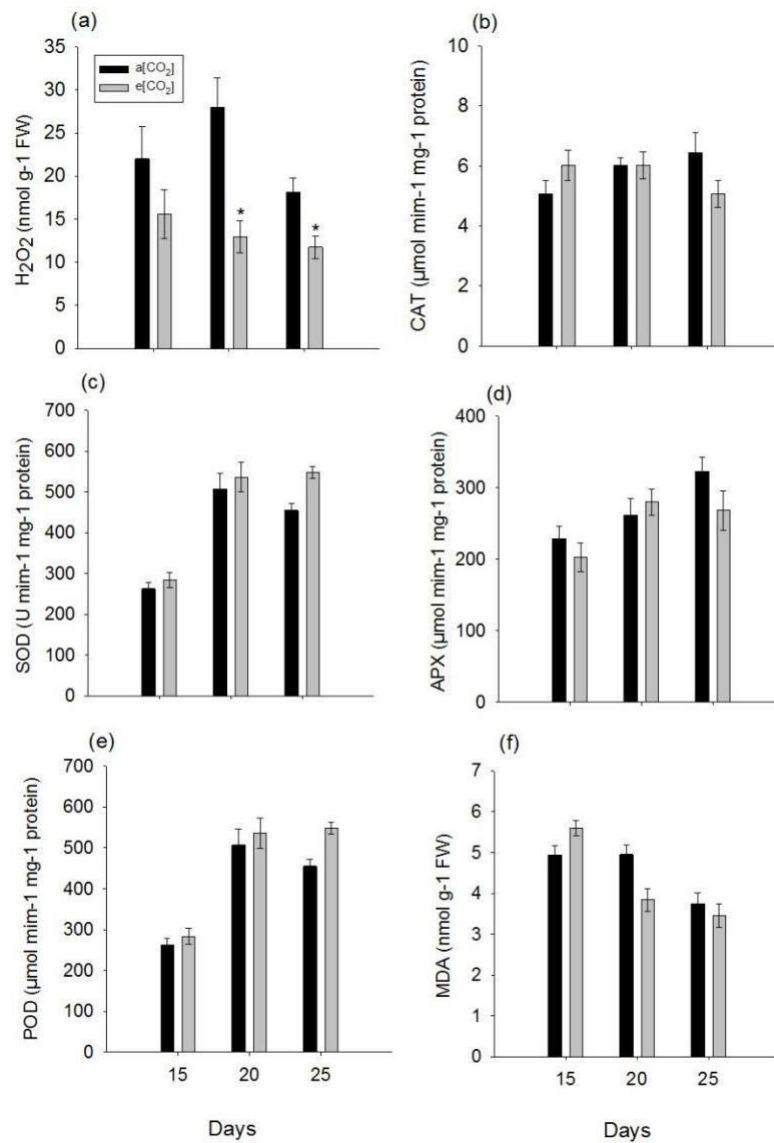 (a)
H₂O₂ (nmol g-1 FW)
35
30
25
20
15
10
5
0
a[CO₂]
e[CO₂]
*
*
(b)
CAT (μmol mim-1 mg-1 protein)
10
8
6
4
2
0
(c)
SOD (U mim-1 mg-1 protein)
700
600
500
400
300
200
100
0
(d)
APX (μmol mim-1 mg-1 protein)
400
300
200
100
0
(e)
POD (μmol mim-1 mg-1 protein)
700
600
500
400
300
200
100
0
15 20 25
Days
(f)
MDA (nmol g-1 FW)
7
6
5
4
3
2
1
0
15 20 25
Days